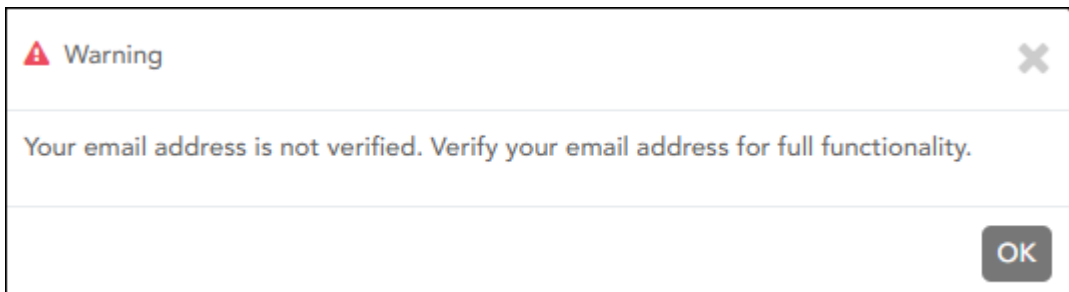 Warning
Your email address is not verified. Verify your email address for full functionality.
OK